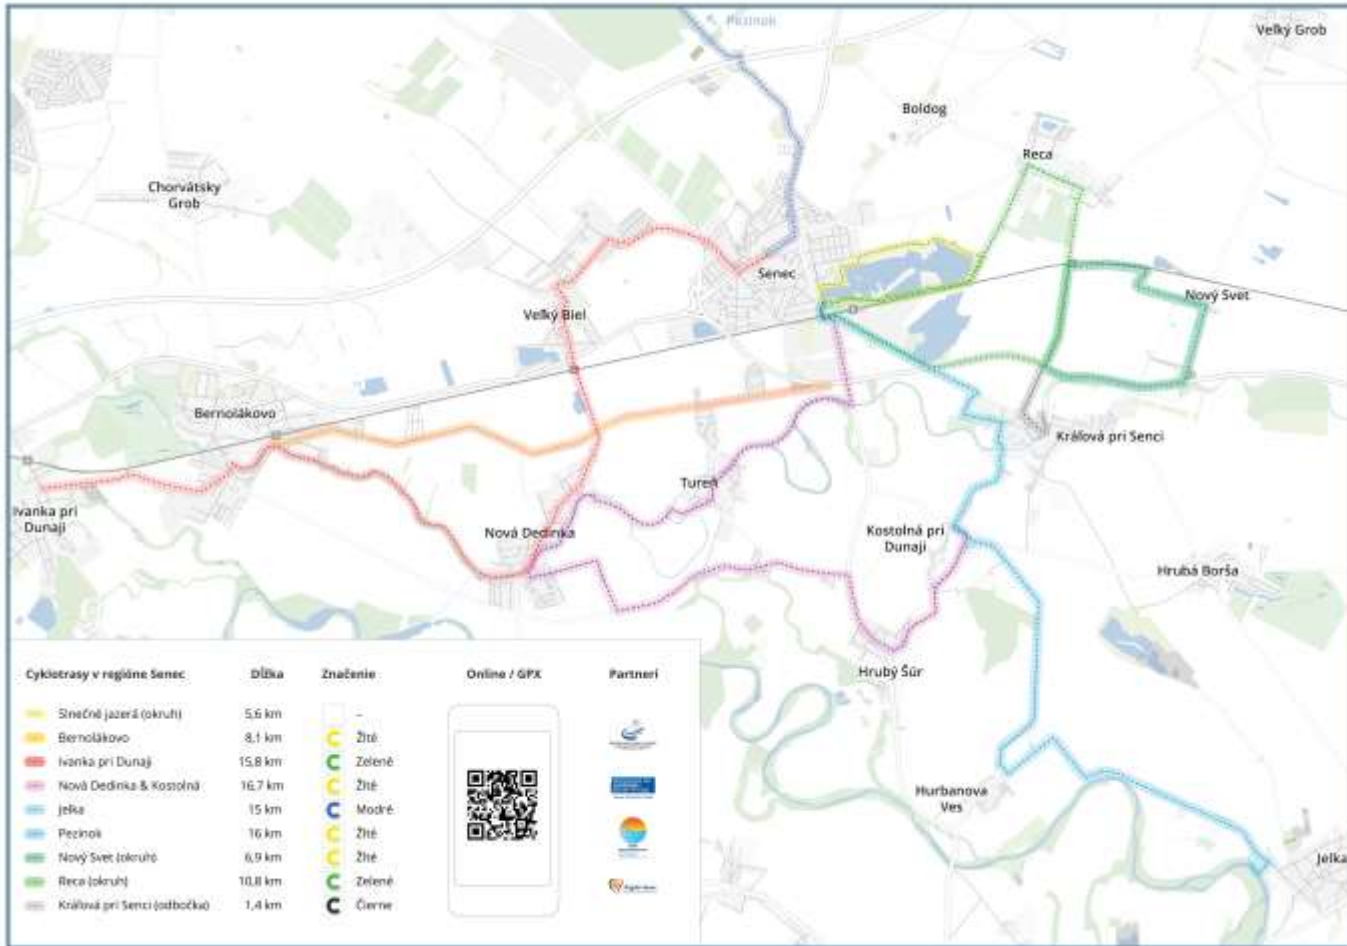 Pezinok
Veľký Grob
Boldog
Reca
Chorvátsky
Grob
Senec
Nový Svet
Veľký Biel
Bernolákovo
Kráľová pri Senci
Tureň
Ivanka pri
Dunaji
Nová Dedinka
Kostolná pri
Dunaji
Hrubá Borša
Hrubý Šúr
Hurbanova
Ves
Jelka
Cyklotrasy v regióne Senec Dĺžka Značenie Online / GPX Partneri
Slnečné jazerá (okruh) 5,6 km –
Bernolákovo 8,1 km Žlté
Ivanka pri Dunaji 15,8 km Zelené
Nová Dedinka & Kostolná 16,7 km Žlté
Jelka 15 km Modré
Pezinok 16 km Žlté
Nový Svet (okruh) 6,9 km Žlté
Reca (okruh) 10,8 km Zelené
Kráľová pri Senci (odbočka) 1,4 km Čierne